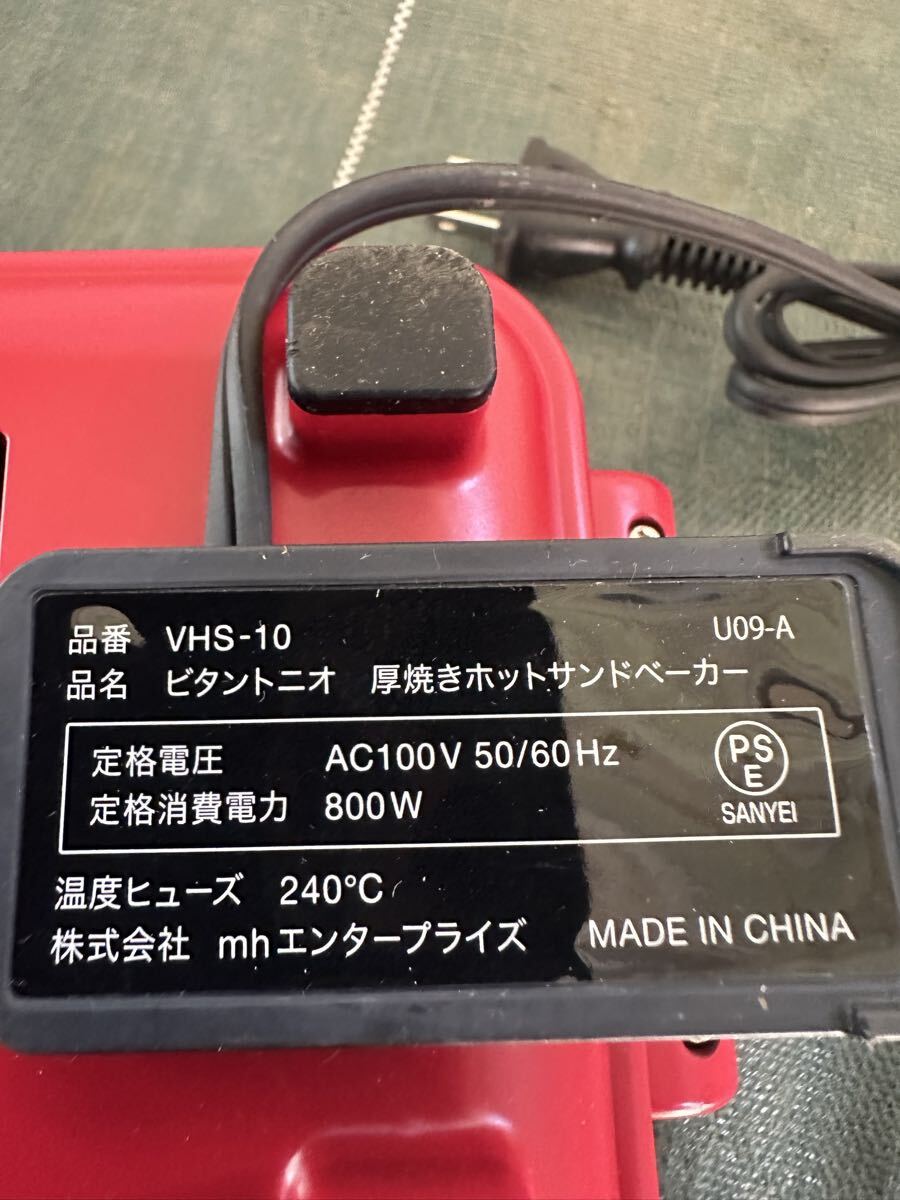 品番 VHS-10 U09-A
品名 ビタントニオ 厚焼きホットサンドベーカー
定格電圧 AC100V 50/60Hz
定格消費電力 800W
PSE
SANYEI
温度ヒューズ 240℃
株式会社 mhエンタープライズ MADE IN CHINA